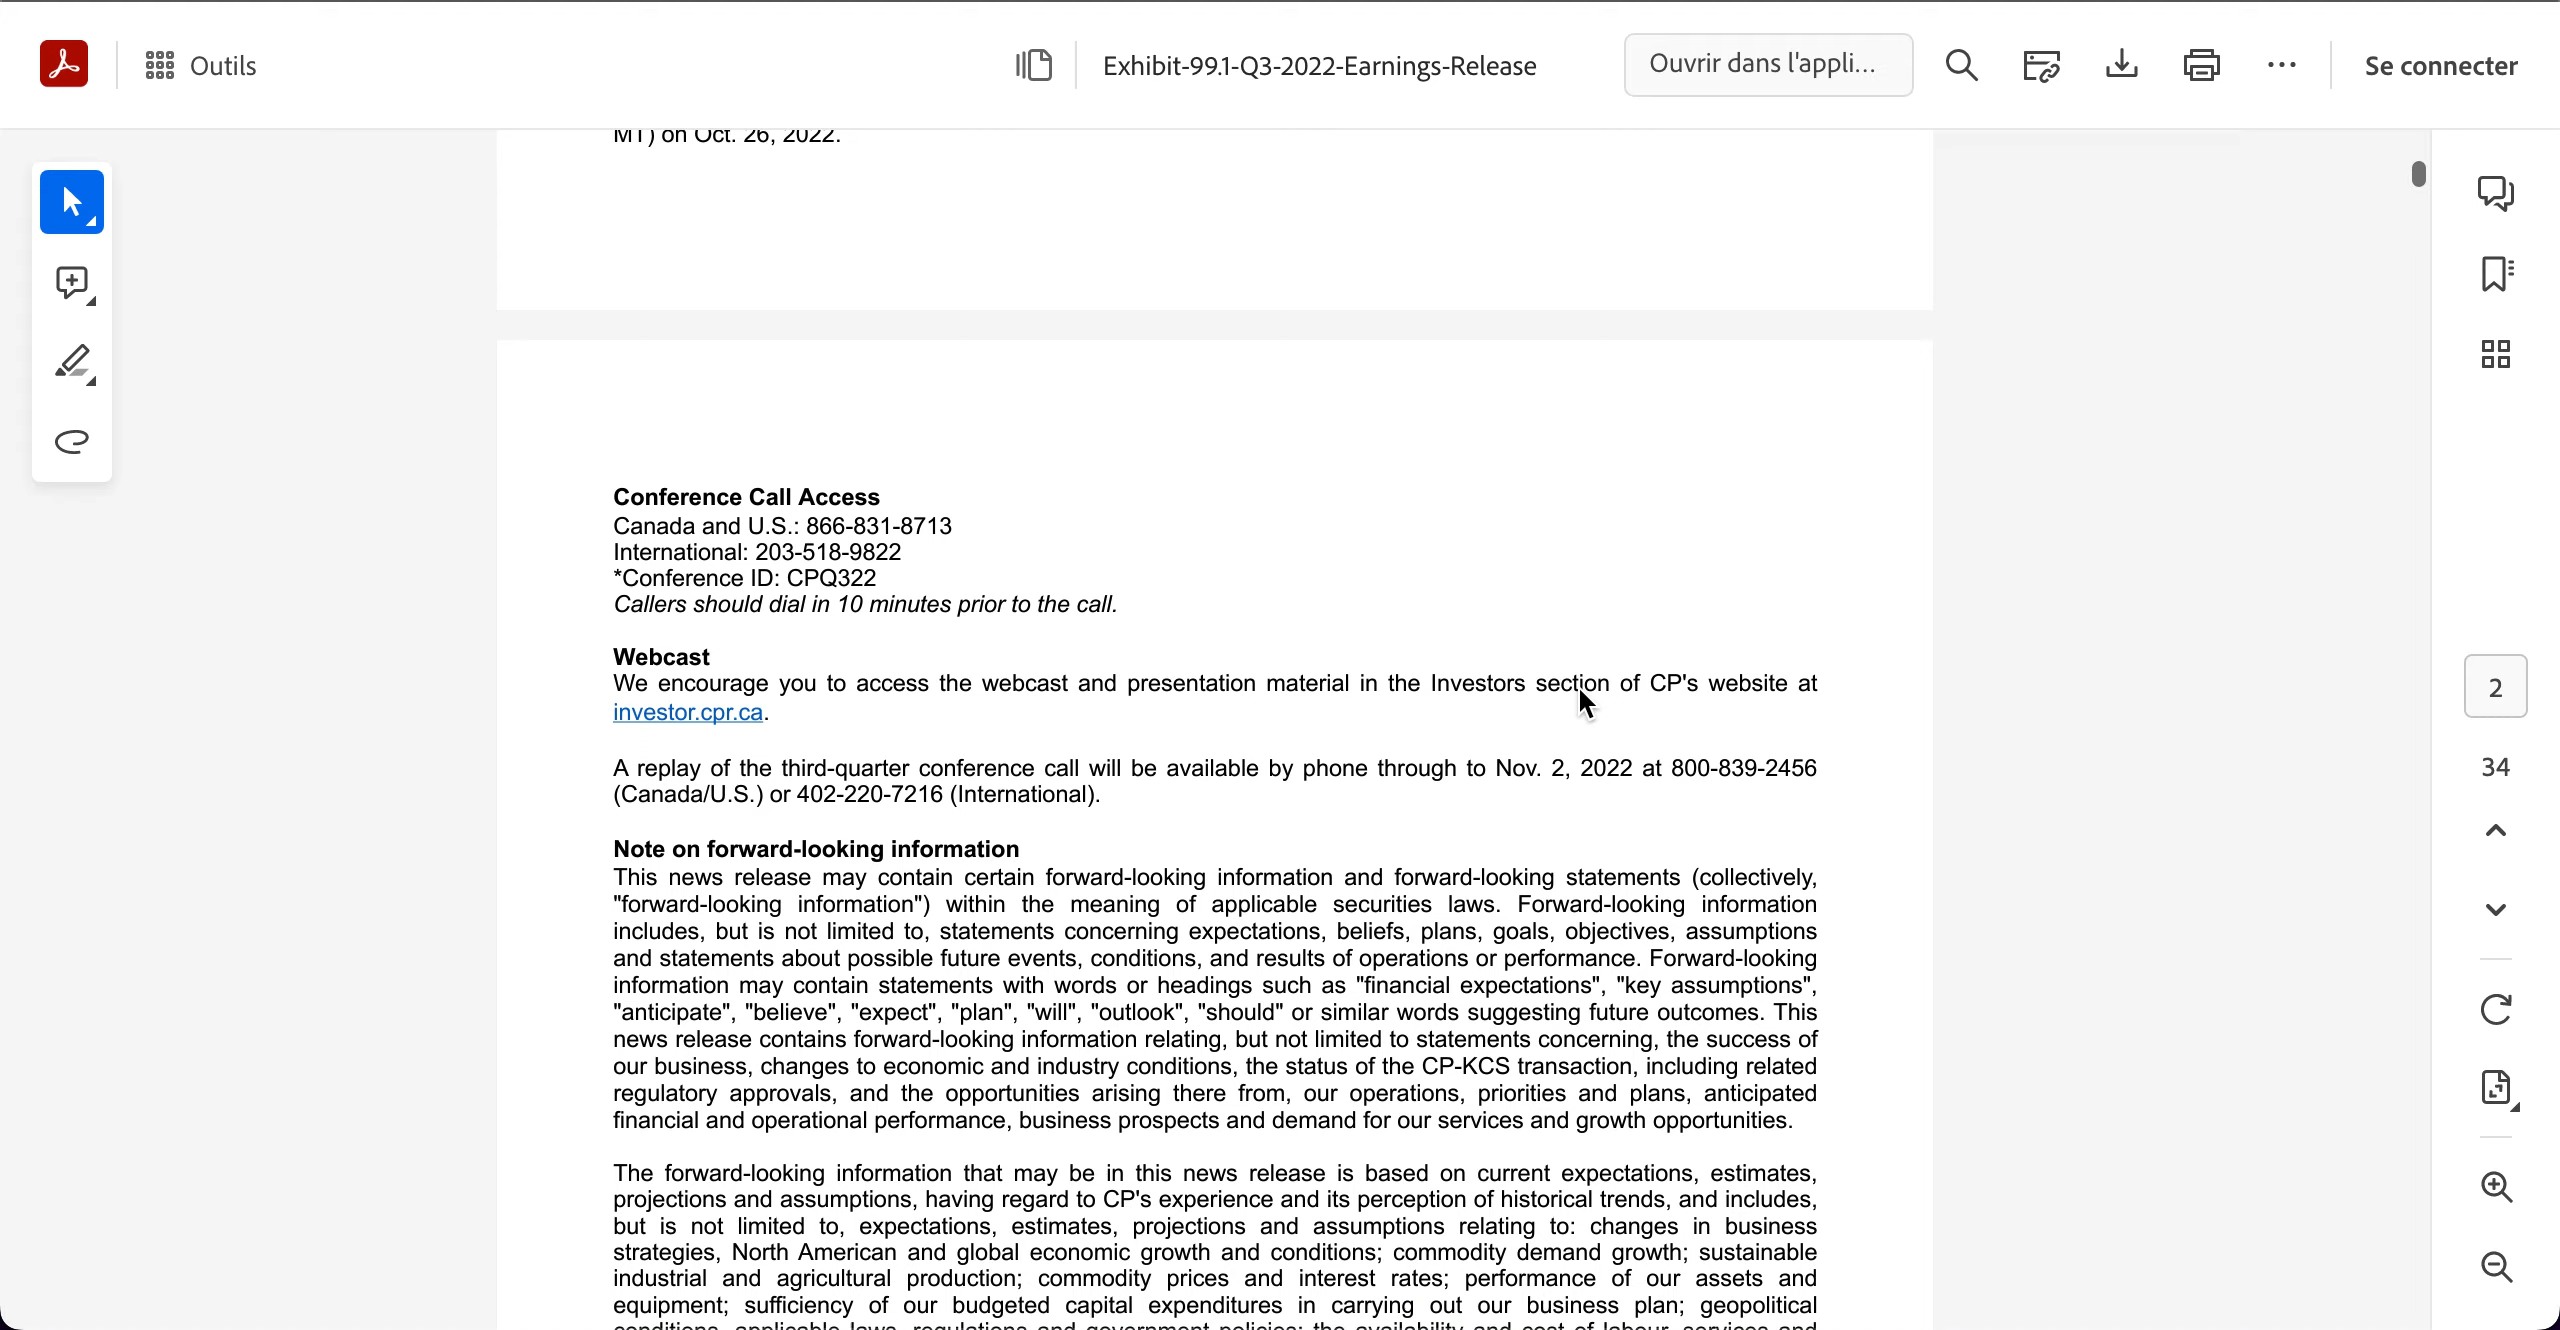 Outils
Exhibit-99.1-Q3-2022-Earnings-Release
Ouvrir dans l'appli...
Se connecter
MT) on Oct. 26, 2022.
Conference Call Access
Canada and U.S.: 866-831-8713
International: 203-518-9822
*Conference ID: CPQ322
Callers should dial in 10 minutes prior to the call.
Webcast
We encourage you to access the webcast and presentation material in the Investors section of CP's website at
investor.cpr.ca.
A replay of the third-quarter conference call will be available by phone through to Nov. 2, 2022 at 800-839-2456
(Canada/U.S.) or 402-220-7216 (International).
Note on forward-looking information
This news release may contain certain forward-looking information and forward-looking statements (collectively,
"forward-looking information") within the meaning of applicable securities laws. Forward-looking information
includes, but is not limited to, statements concerning expectations, beliefs, plans, goals, objectives, assumptions
and statements about possible future events, conditions, and results of operations or performance. Forward-looking
information may contain statements with words or headings such as "financial expectations", "key assumptions",
"anticipate", "believe", "expect", "plan", "will", "outlook", "should" or similar words suggesting future outcomes. This
news release contains forward-looking information relating, but not limited to statements concerning, the success of
our business, changes to economic and industry conditions, the status of the CP-KCS transaction, including related
regulatory approvals, and the opportunities arising there from, our operations, priorities and plans, anticipated
financial and operational performance, business prospects and demand for our services and growth opportunities.
The forward-looking information that may be in this news release is based on current expectations, estimates,
projections and assumptions, having regard to CP's experience and its perception of historical trends, and includes,
but is not limited to, expectations, estimates, projections and assumptions relating to: changes in business
strategies, North American and global economic growth and conditions; commodity demand growth; sustainable
industrial and agricultural production; commodity prices and interest rates; performance of our assets and
equipment; sufficiency of our budgeted capital expenditures in carrying out our business plan; geopolitical
conditions, applicable laws, regulations and government policies; the availability and cost of labour, services and
2
34